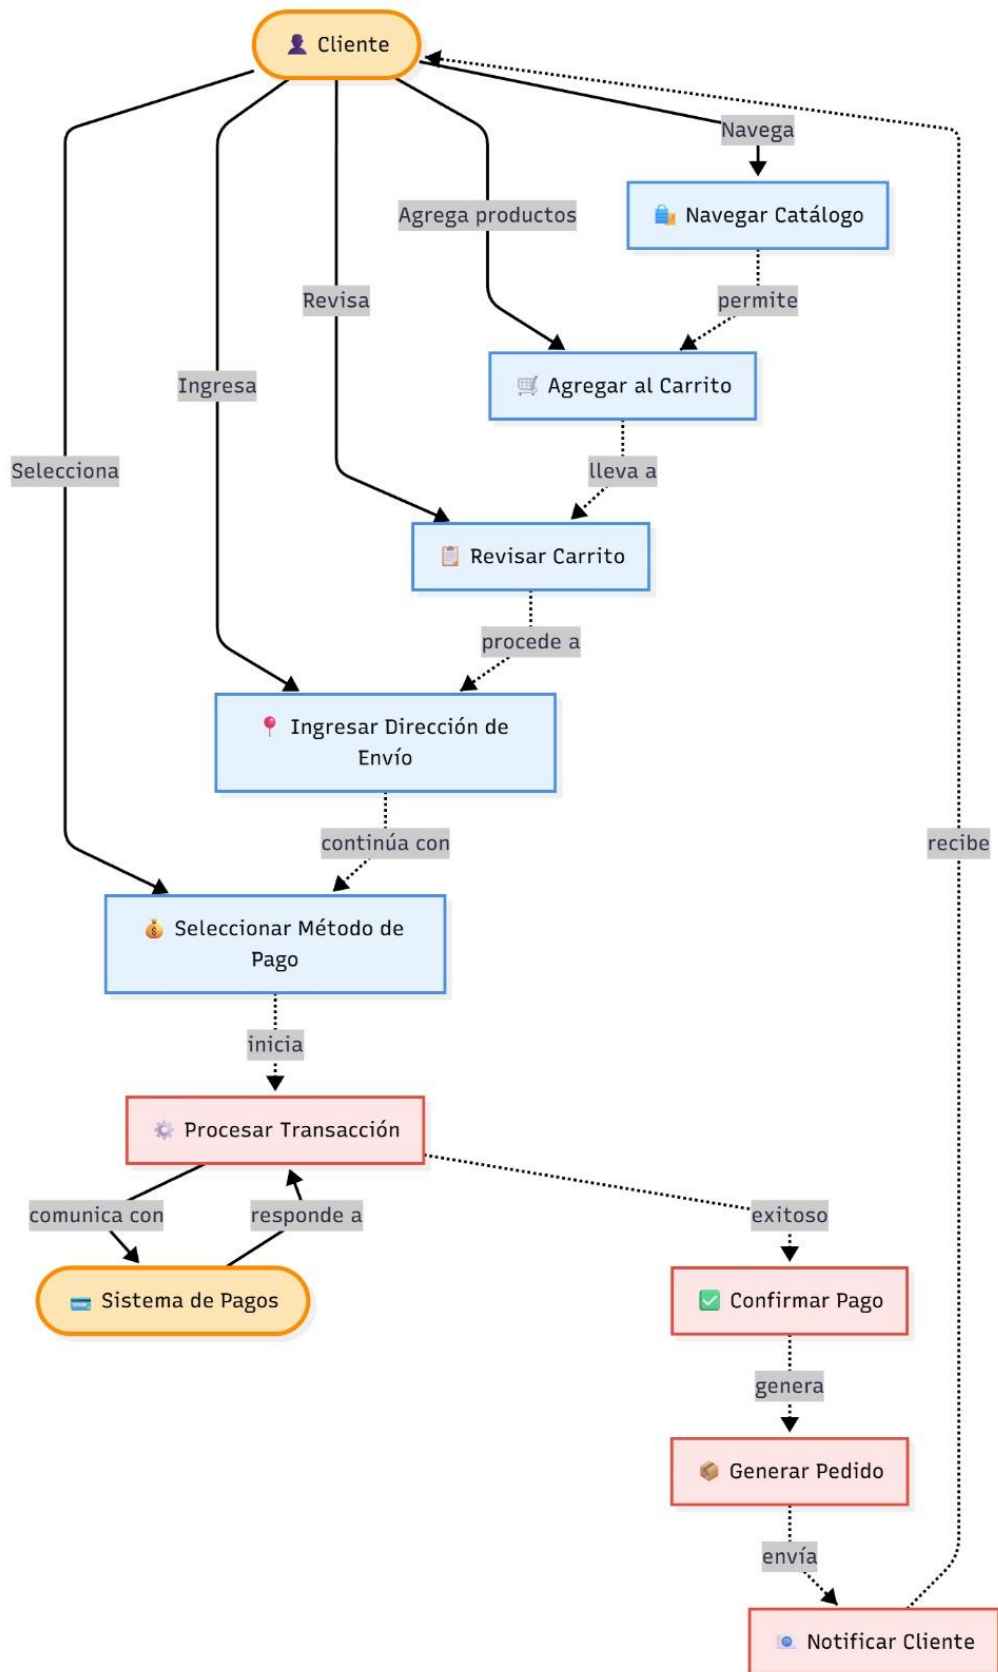 Cliente
Navega
Navegar Catálogo
Agrega productos
Revisa
permite
Agregar al Carrito
Ingresa
Selecciona
lleva a
Revisar Carrito
procede a
Ingresar Dirección de
Envío
continúa con
recibe
Seleccionar Método de
Pago
inicia
Procesar Transacción
comunica con
responde a
exitoso
Sistema de Pagos
Confirmar Pago
genera
Generar Pedido
envía
Notificar Cliente